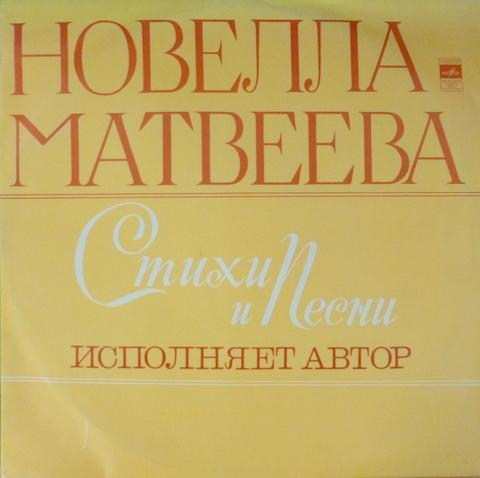 НОВЕЛЛА
МАТВЕЕВА
Стихи
и Песни
ИСПОЛНЯЕТ АВТОР